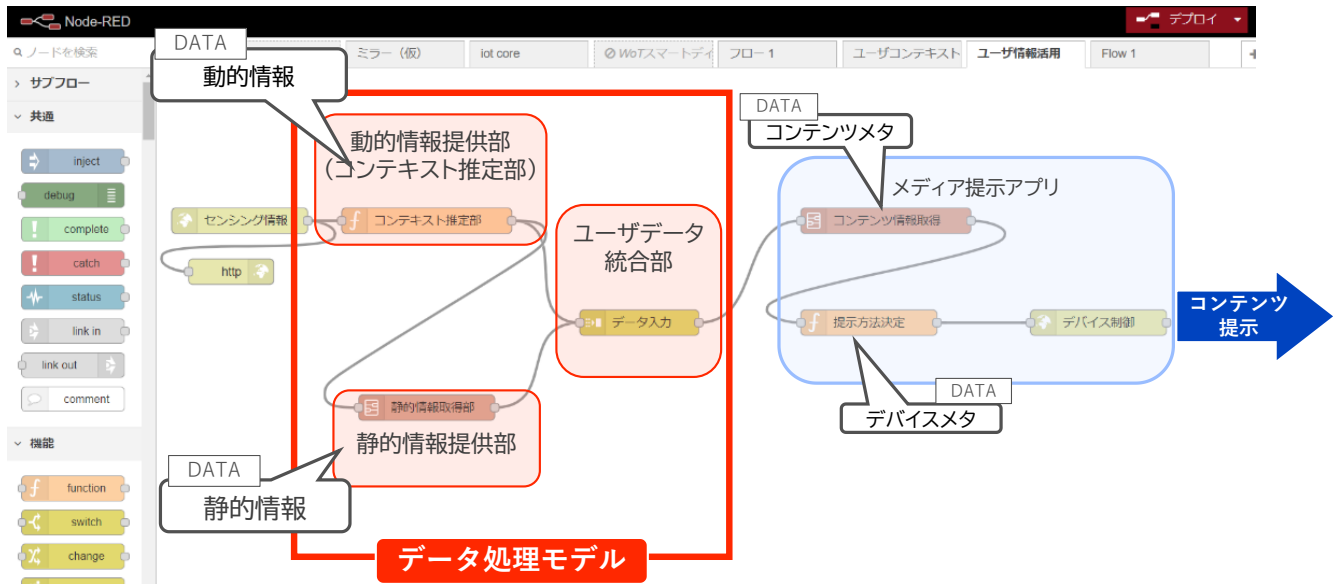 Node-RED
デプロイ
ノードを検索
ミラー（仮）
iot core
WoTスマートディ
フロー 1
ユーザコンテキスト
ユーザ情報活用
Flow 1
サブフロー
共通
inject
debug
complete
catch
status
link in
link out
comment
機能
function
switch
change
DATA
動的情報
動的情報提供部
（コンテキスト推定部）
センシング情報
コンテキスト推定部
http
ユーザデータ
統合部
データ入力
静的情報取得部
静的情報提供部
DATA
静的情報
データ処理モデル
DATA
コンテンツメタ
メディア提示アプリ
コンテンツ情報取得
提示方法決定
デバイス制御
DATA
デバイスメタ
コンテンツ
提示